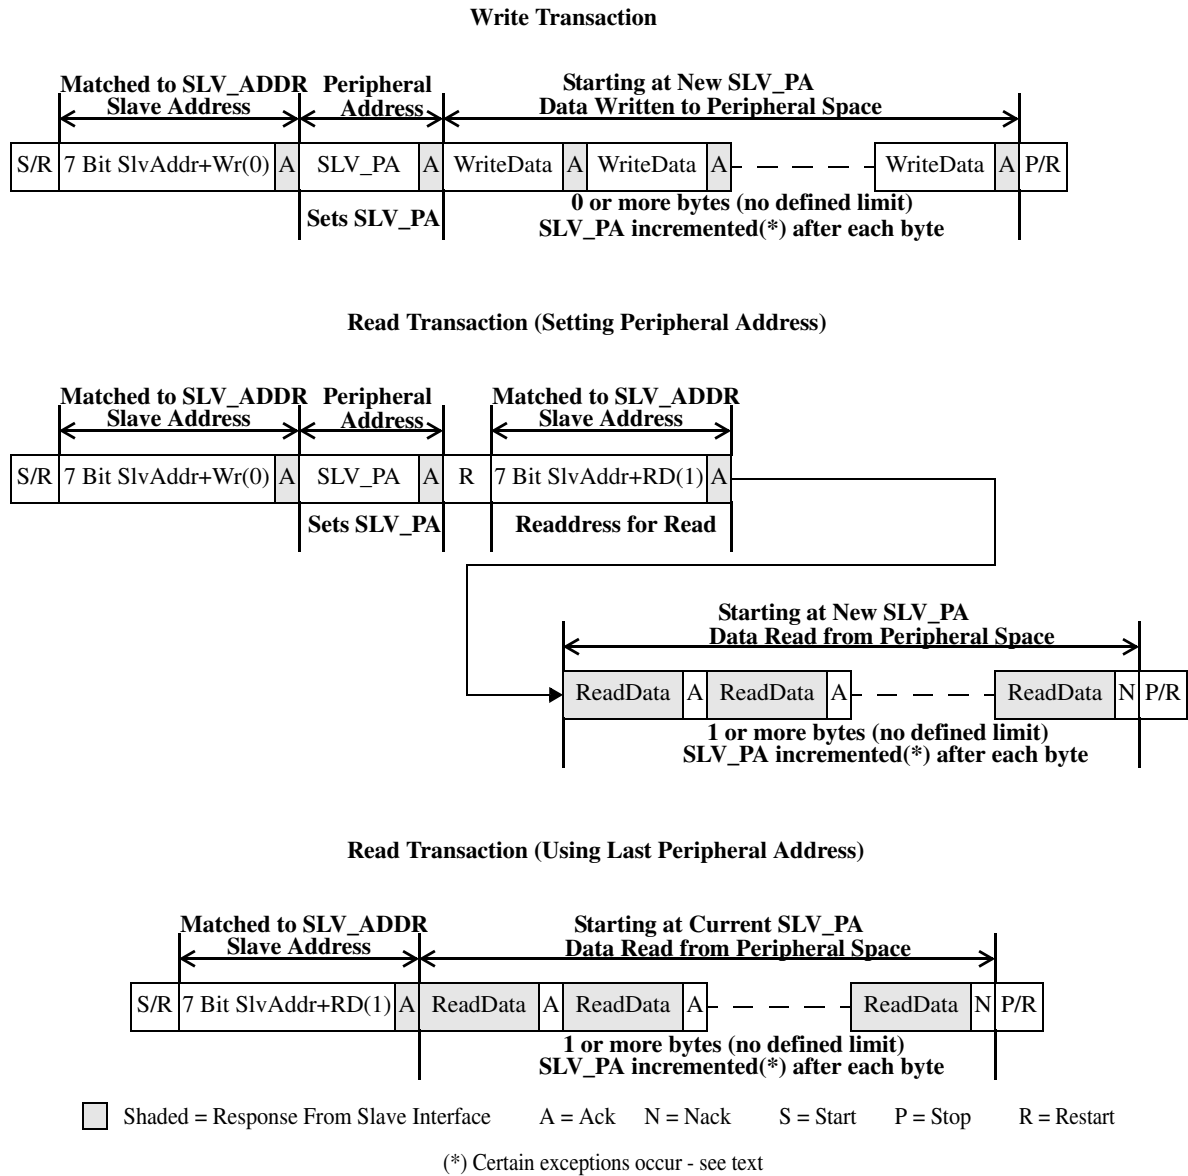 Write Transaction
Matched to SLV_ADDR Peripheral Starting at New SLV_PA
Slave Address Address Data Written to Peripheral Space
S/R 7 Bit SlvAddr+Wr(0) A SLV_PA A WriteData A WriteData A WriteData A P/R
0 or more bytes (no defined limit)
Sets SLV_PA SLV_PA incremented(*) after each byte
Read Transaction (Setting Peripheral Address)
Matched to SLV_ADDR Peripheral Matched to SLV_ADDR
Slave Address Address Slave Address
S/R 7 Bit SlvAddr+Wr(0) A SLV_PA A R 7 Bit SlvAddr+RD(1) A
Sets SLV_PA Readdress for Read
Starting at New SLV_PA
Data Read from Peripheral Space
ReadData A ReadData A ReadData N P/R
1 or more bytes (no defined limit)
SLV_PA incremented(*) after each byte
Read Transaction (Using Last Peripheral Address)
Matched to SLV_ADDR Starting at Current SLV_PA
Slave Address Data Read from Peripheral Space
S/R 7 Bit SlvAddr+RD(1) A ReadData A ReadData A ReadData N P/R
1 or more bytes (no defined limit)
SLV_PA incremented(*) after each byte
Shaded = Response From Slave Interface A = Ack N = Nack S = Start P = Stop R = Restart
(*) Certain exceptions occur - see text